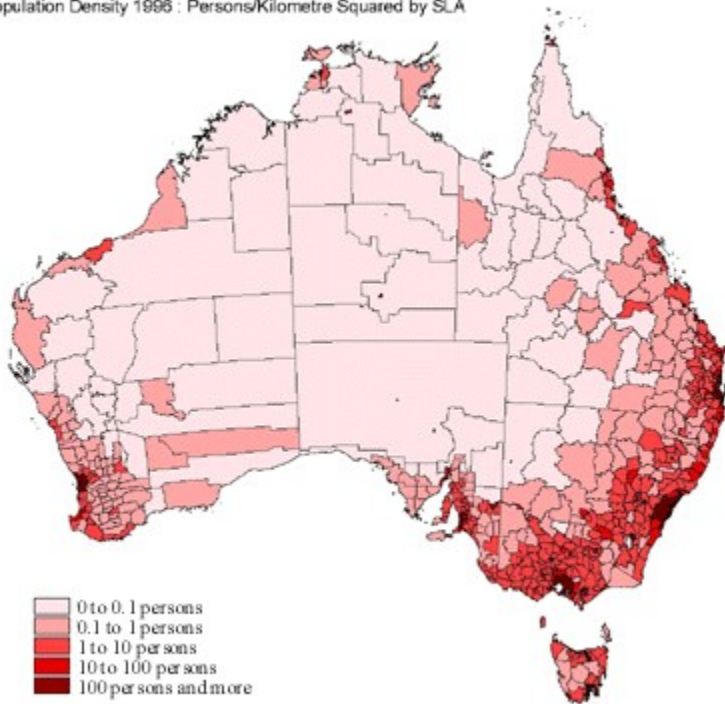 opulation Density 1996 : Persons/Kilometre Squared by SLA
0 to 0.1 persons
0.1 to 1 persons
1 to 10 persons
10 to 100 persons
100 persons and more